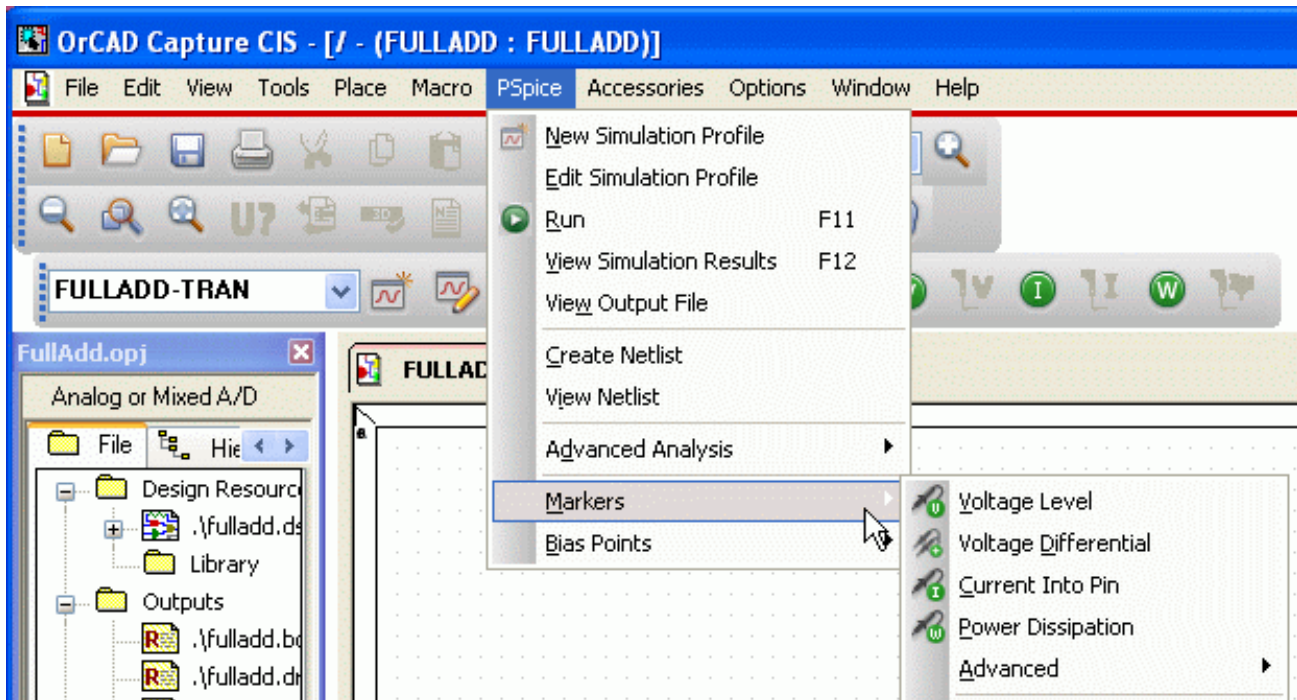 OrCAD Capture CIS - [/ - (FULLADD : FULLADD)]
File Edit View Tools Place Macro PSpice Accessories Options Window Help
New Simulation Profile
Edit Simulation Profile
U?
3D
Run F11
FULLADD-TRAN
View Simulation Results F12
I
W
View Output File
FullAdd.opj
Create Netlist
FULLAD
Analog or Mixed A/D
View Netlist
File Hie
Advanced Analysis
Design Resourc
Markers
Voltage Level
.\fulladd.ds
Bias Points
Voltage Differential
Library
Current Into Pin
Outputs
Power Dissipation
.\fulladd.bo
Advanced
.\fulladd.dr